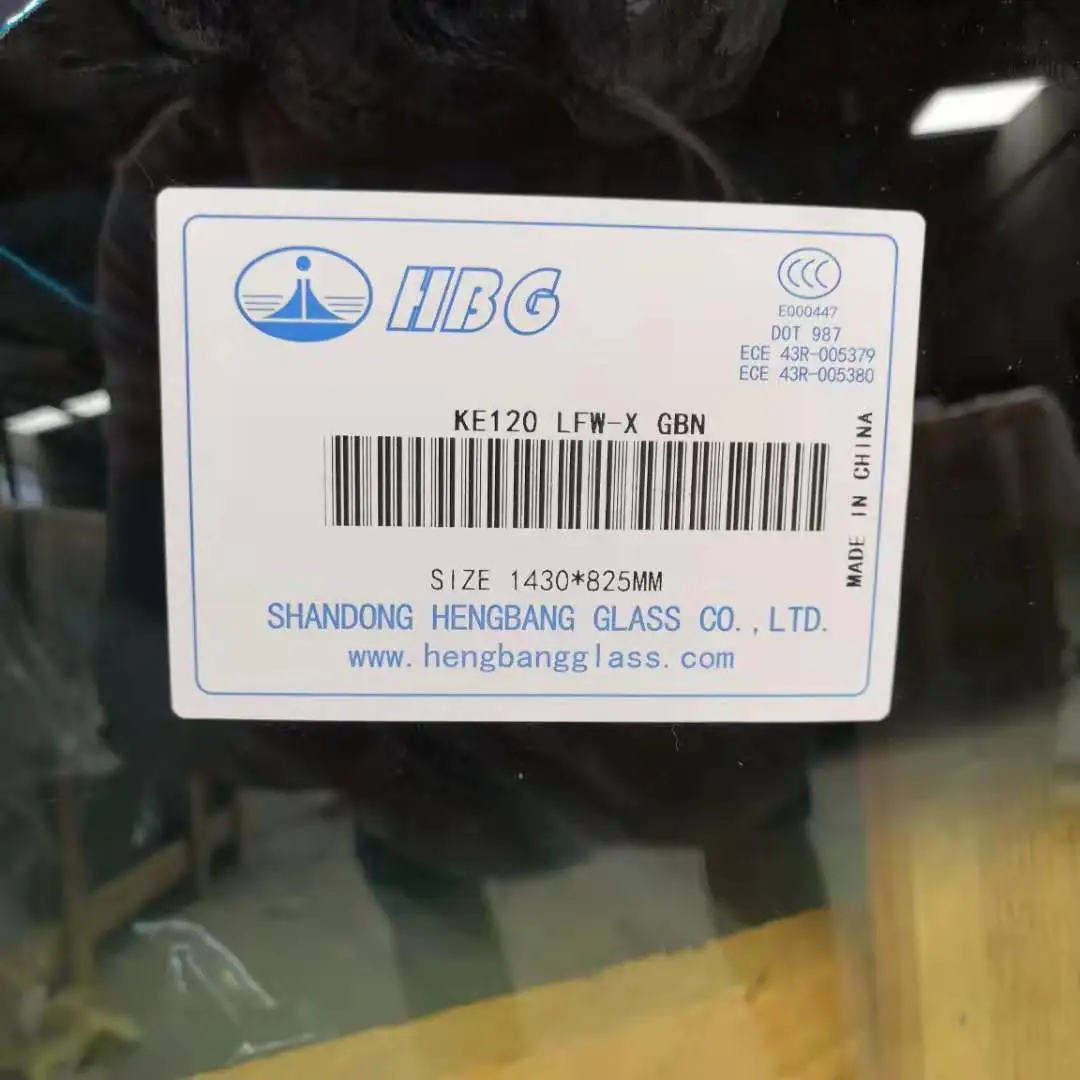 HBG
CCC
E000447
DOT 987
ECE 43R-005379
ECE 43R-005380
KE120 LFW-X GBN
MADE IN CHINA
SIZE 1430*825MM
SHANDONG HENGBANG GLASS CO.,LTD.
www.hengbangglass.com